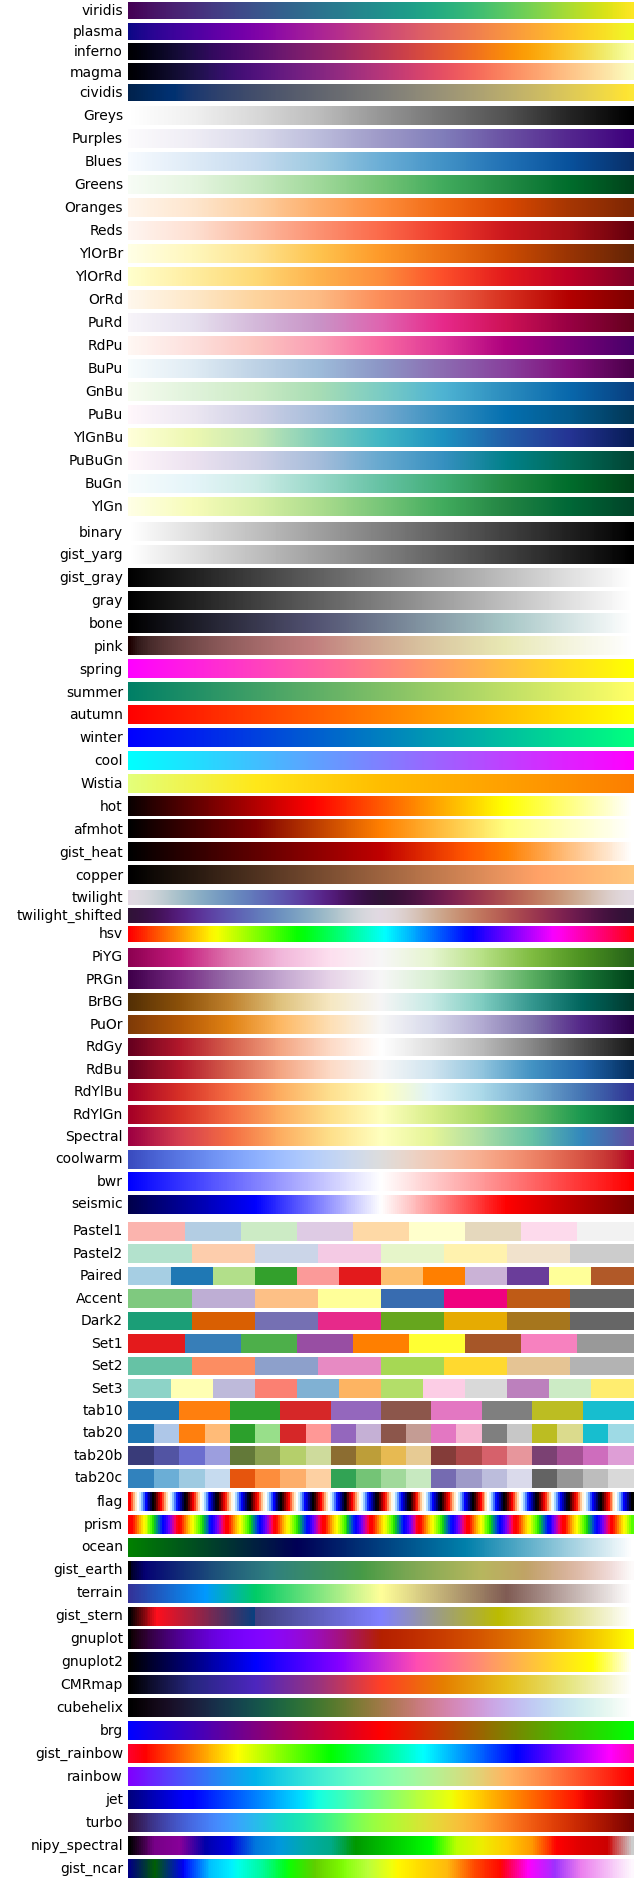 viridis
plasma
inferno
magma
cividis
Greys
Purples
Blues
Greens
Oranges
Reds
YlOrBr
YlOrRd
OrRd
PuRd
RdPu
BuPu
GnBu
PuBu
YlGnBu
PuBuGn
BuGn
YlGn
binary
gist_yarg
gist_gray
gray
bone
pink
spring
summer
autumn
winter
cool
Wistia
hot
afmhot
gist_heat
copper
twilight
twilight_shifted
hsv
PiYG
PRGn
BrBG
PuOr
RdGy
RdBu
RdYlBu
RdYlGn
Spectral
coolwarm
bwr
seismic
Pastel1
Pastel2
Paired
Accent
Dark2
Set1
Set2
Set3
tab10
tab20
tab20b
tab20c
flag
prism
ocean
gist_earth
terrain
gist_stern
gnuplot
gnuplot2
CMRmap
cubehelix
brg
gist_rainbow
rainbow
jet
turbo
nipy_spectral
gist_ncar